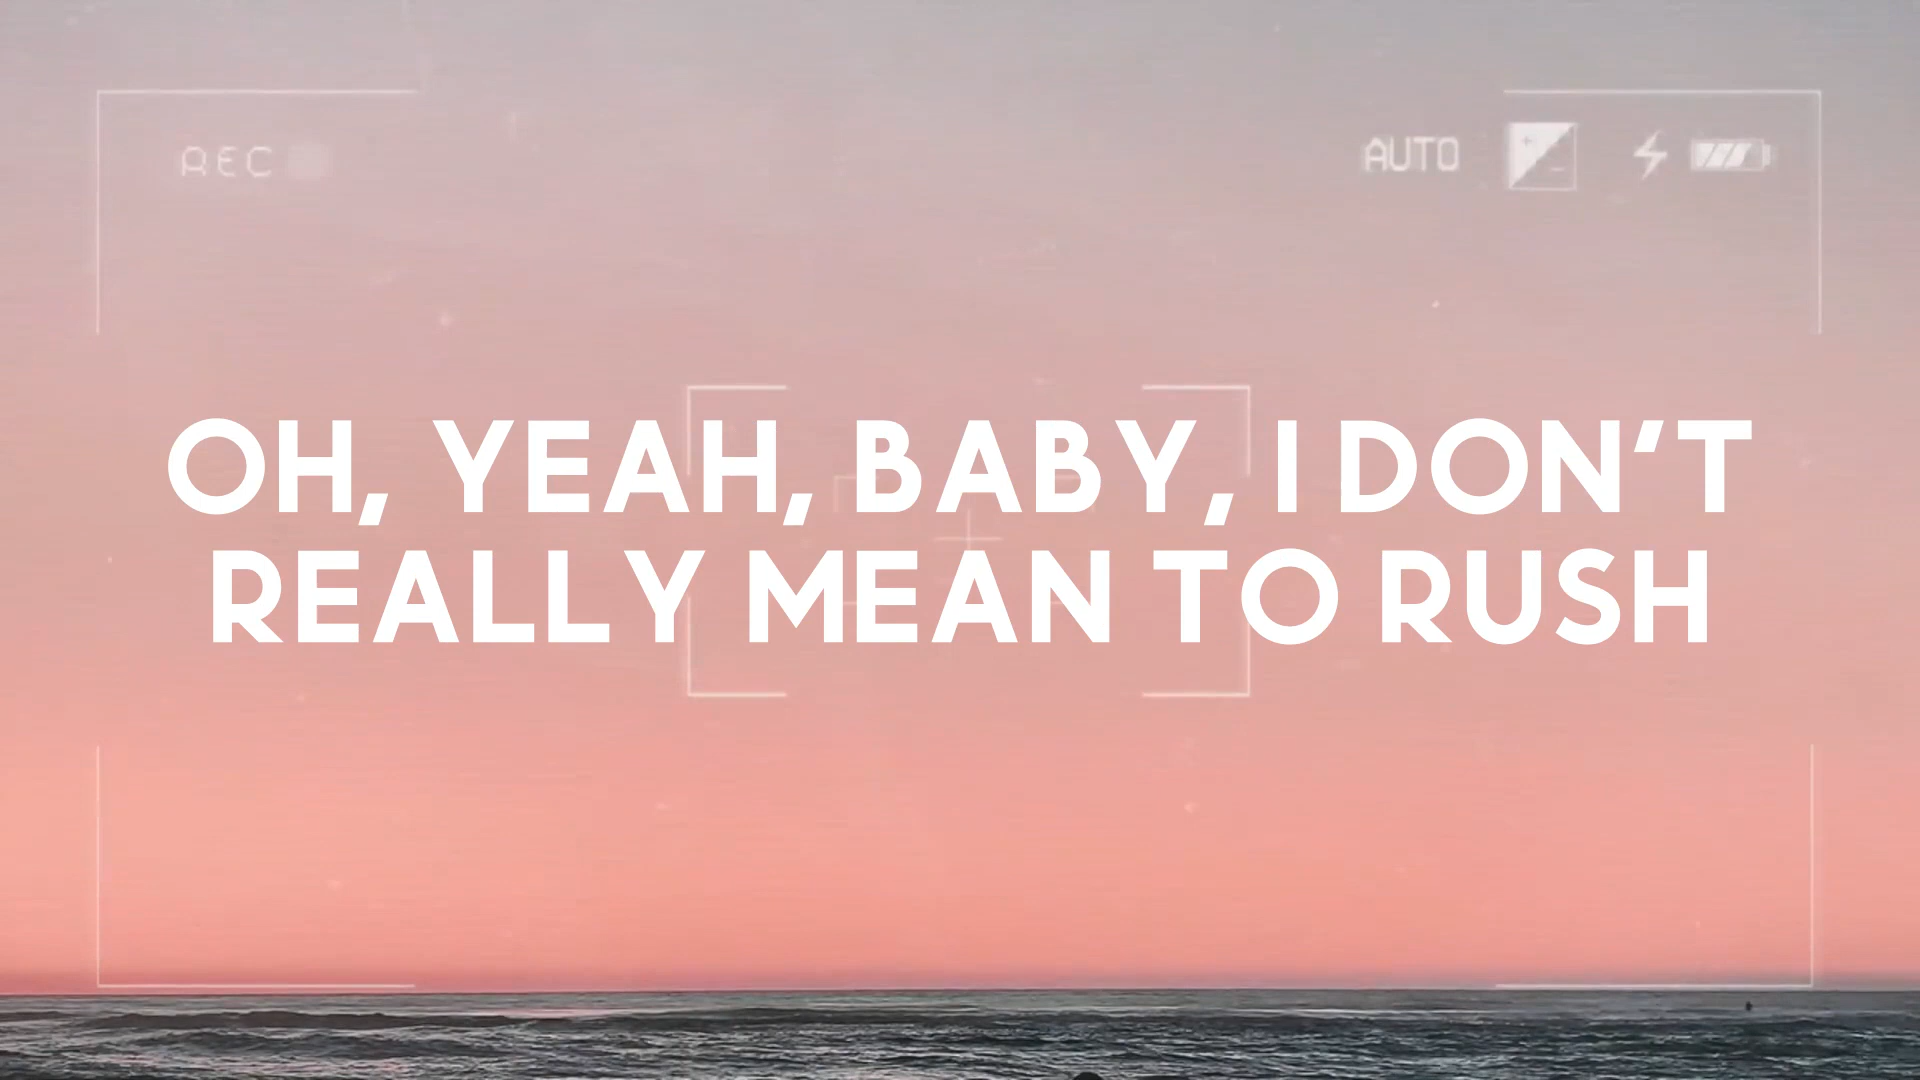 REC
AUTO
OH, YEAH, BABY, I DON'T
REALLY MEAN TO RUSH